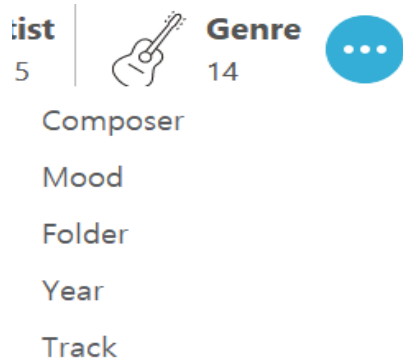 tist Genre
5 14
Composer
Mood
Folder
Year
Track